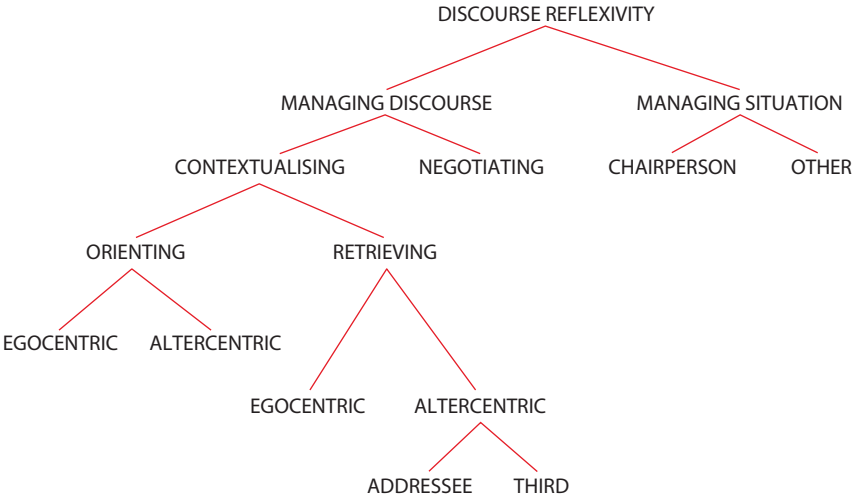 DISCOURSE REFLEXIVITY
MANAGING DISCOURSE
MANAGING SITUATION
CONTEXTUALISING
NEGOTIATING
CHAIRPERSON
OTHER
ORIENTING
RETRIEVING
EGOCENTRIC
ALTERCENTRIC
EGOCENTRIC
ALTERCENTRIC
ADDRESSEE
THIRD